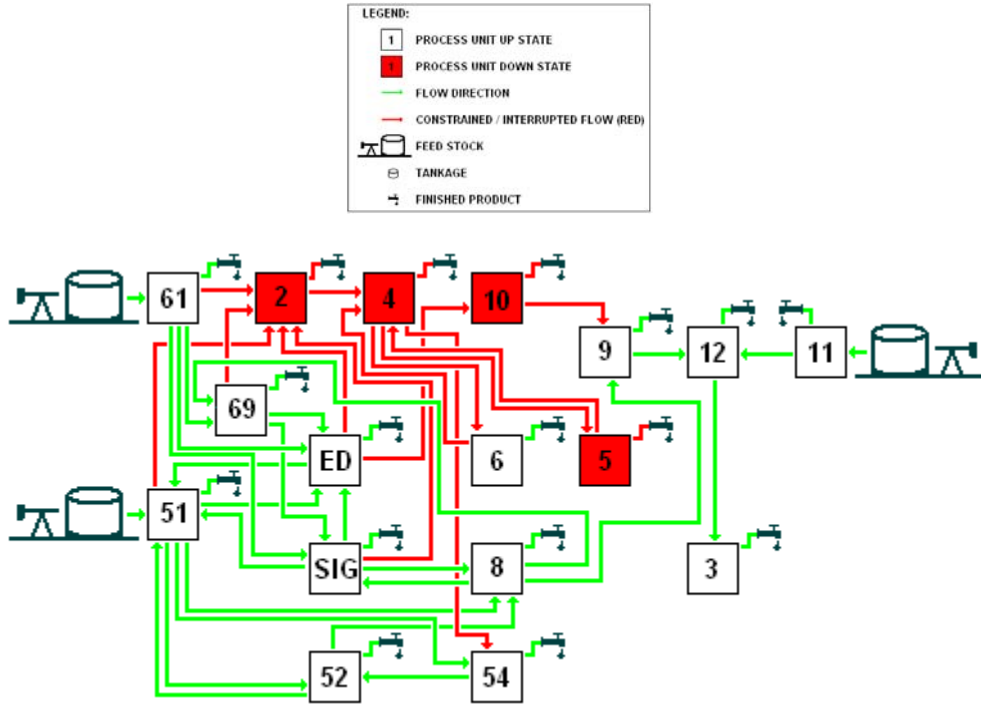 LEGEND:
1 PROCESS UNIT UP STATE
1 PROCESS UNIT DOWN STATE
FLOW DIRECTION
CONSTRAINED / INTERRUPTED FLOW (RED)
FEED STOCK
TANKAGE
FINISHED PRODUCT
61 2 4 10
9 12 11
69
ED 6 5
51
SIG 8 3
52 54